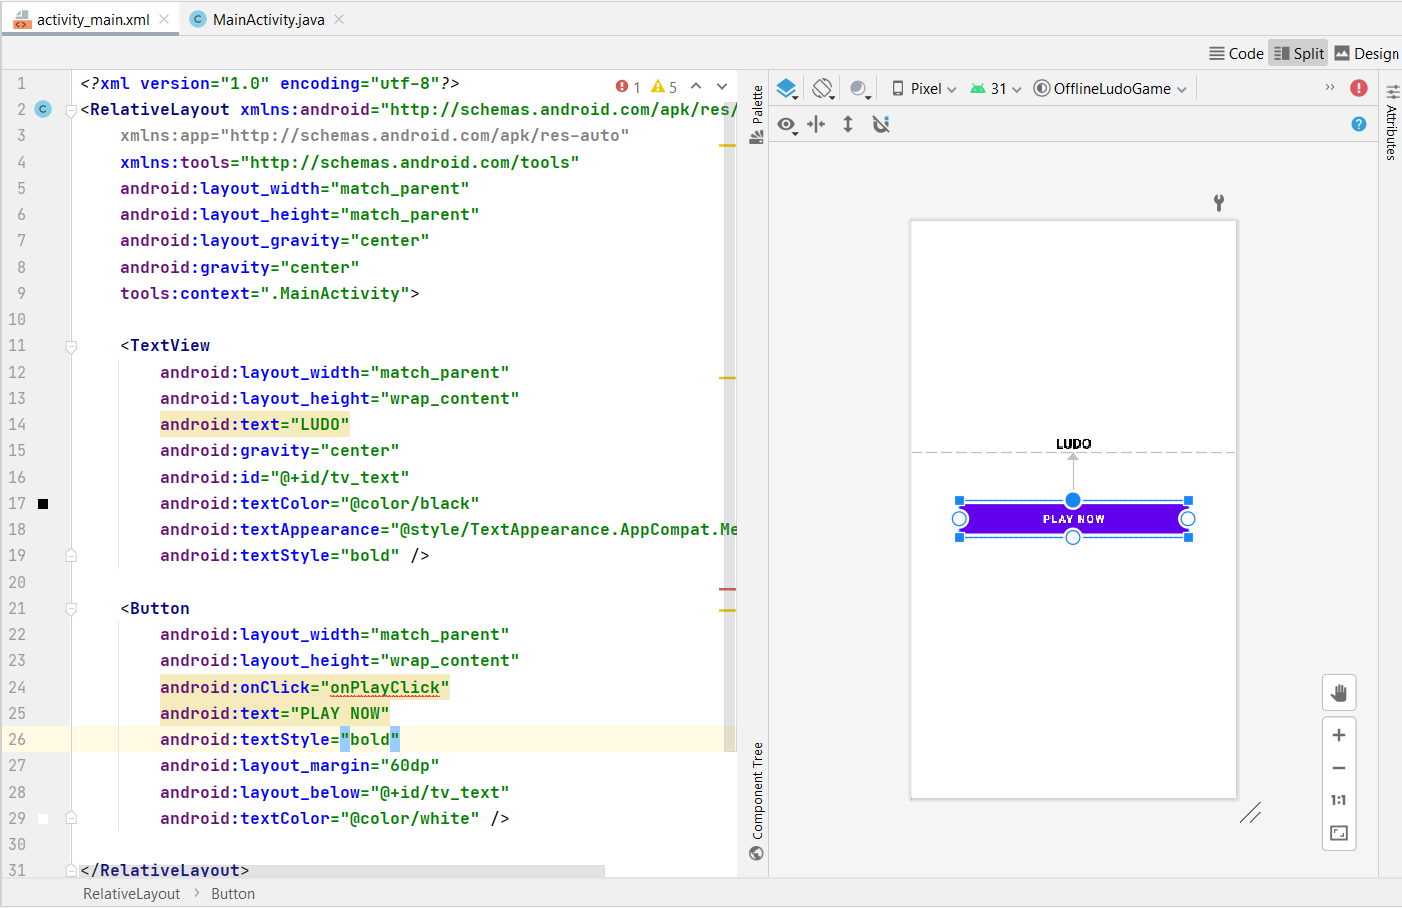 activity_main.xml
MainActivity.java
Code Split Design
1 <?xml version="1.0" encoding="utf-8"?>
1 5
2 <RelativeLayout xmlns:android="http://schemas.android.com/apk/res/
3 xmlns:app="http://schemas.android.com/apk/res-auto"
4 xmlns:tools="http://schemas.android.com/tools"
5 android:layout_width="match_parent"
6 android:layout_height="match_parent"
7 android:layout_gravity="center"
8 android:gravity="center"
9 tools:context=".MainActivity">
10
11 <TextView
12 android:layout_width="match_parent"
13 android:layout_height="wrap_content"
14 android:text="LUDO"
15 android:gravity="center"
16 android:id="@+id/tv_text"
17 android:textColor="@color/black"
18 android:textAppearance="@style/TextAppearance.AppCompat.Me
19 android:textStyle="bold" />
20
21 <Button
22 android:layout_width="match_parent"
23 android:layout_height="wrap_content"
24 android:onClick="onPlayClick"
25 android:text="PLAY NOW"
26 android:textStyle="bold"
27 android:layout_margin="60dp"
28 android:layout_below="@+id/tv_text"
29 android:textColor="@color/white" />
30
31 </RelativeLayout>
RelativeLayout > Button
Palette
Component Tree
Pixel 31 OfflineLudoGame
LUDO
PLAY NOW
1:1
Attributes